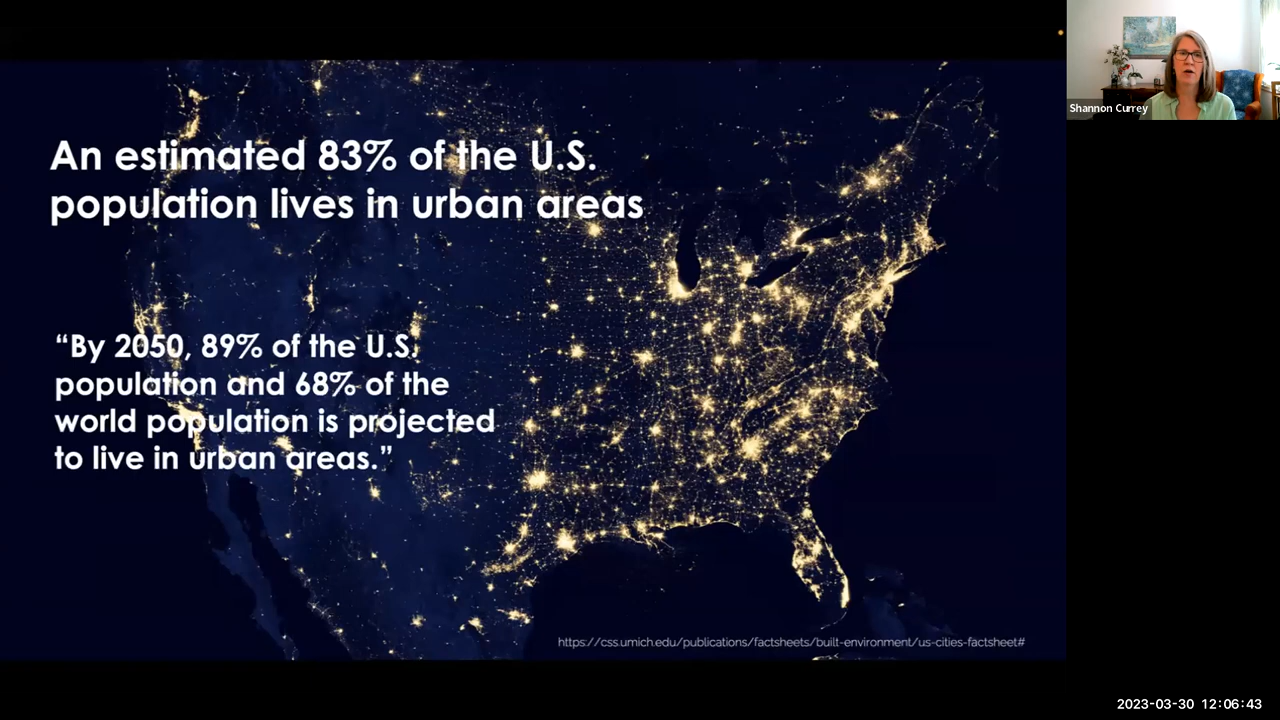 An estimated 83% of the U.S.
population lives in urban areas
“By 2050, 89% of the U.S.
population and 68% of the
world population is projected
to live in urban areas.”
https://css.umich.edu/publications/factsheets/built-environment/us-cities-factsheet#
Shannon Currey
2023-03-30 12:06:43